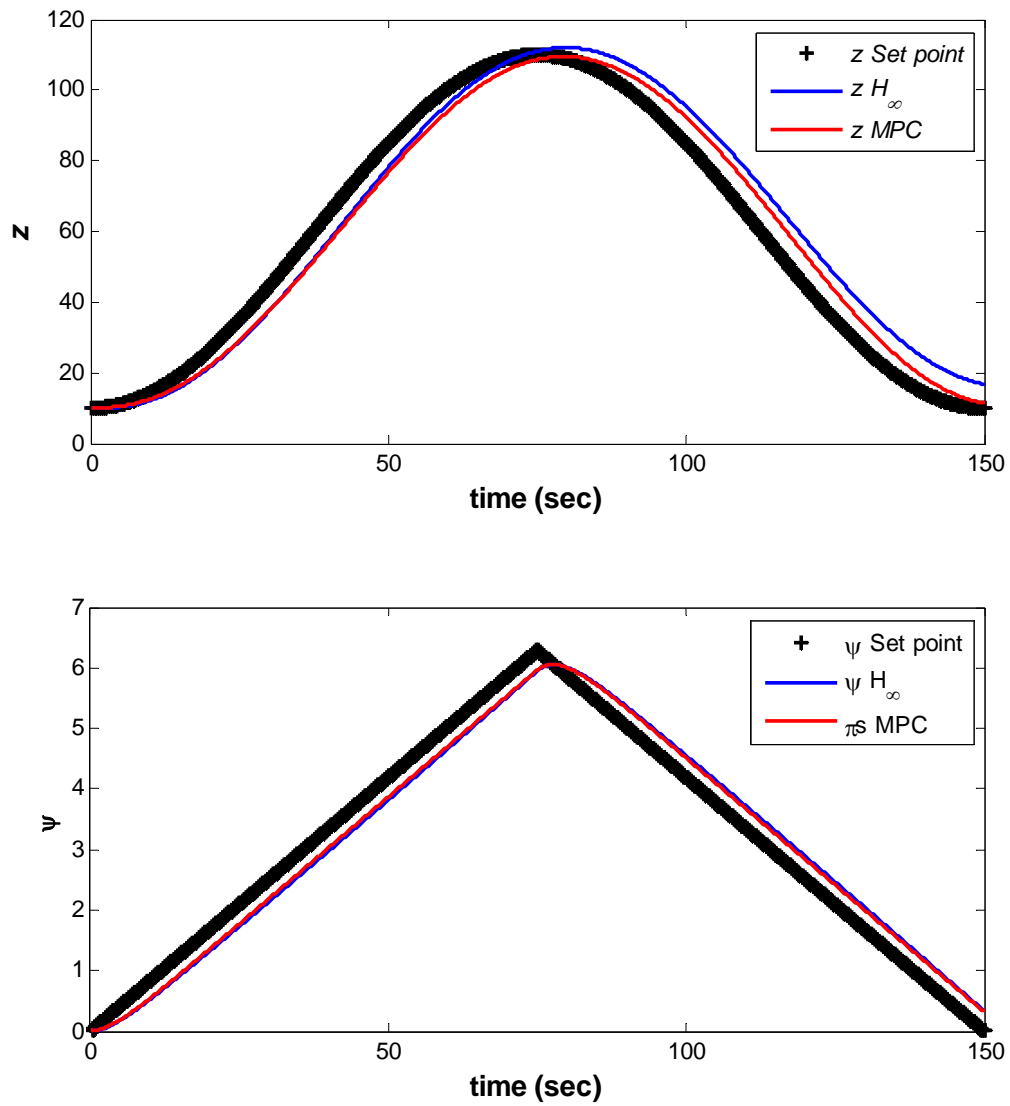 120
100
80
60
40
20
0
z
0 50 100 150
time (sec)
z Set point
z H∞
z MPC
7
6
5
4
3
2
1
0
ψ
0 50 100 150
time (sec)
ψ Set point
ψ H∞
πs MPC